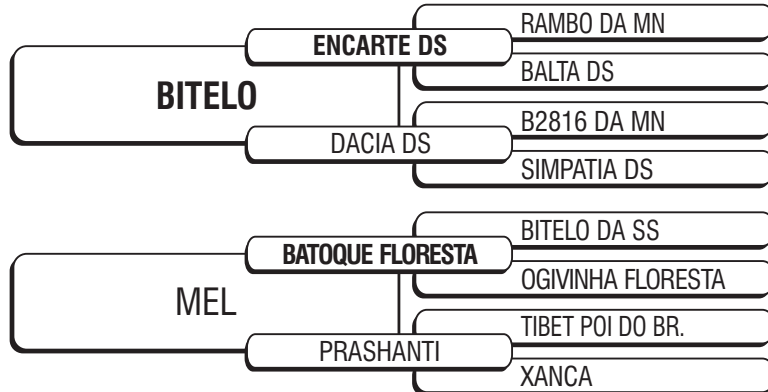 RAMBO DA MN
ENCARTE DS
BALTA DS
BITELO
B2816 DA MN
DACIA DS
SIMPATIA DS
BITELO DA SS
BATOQUE FLORESTA
OGIVINHA FLORESTA
MEL
TIBET POI DO BR.
PRASHANTI
XANCA